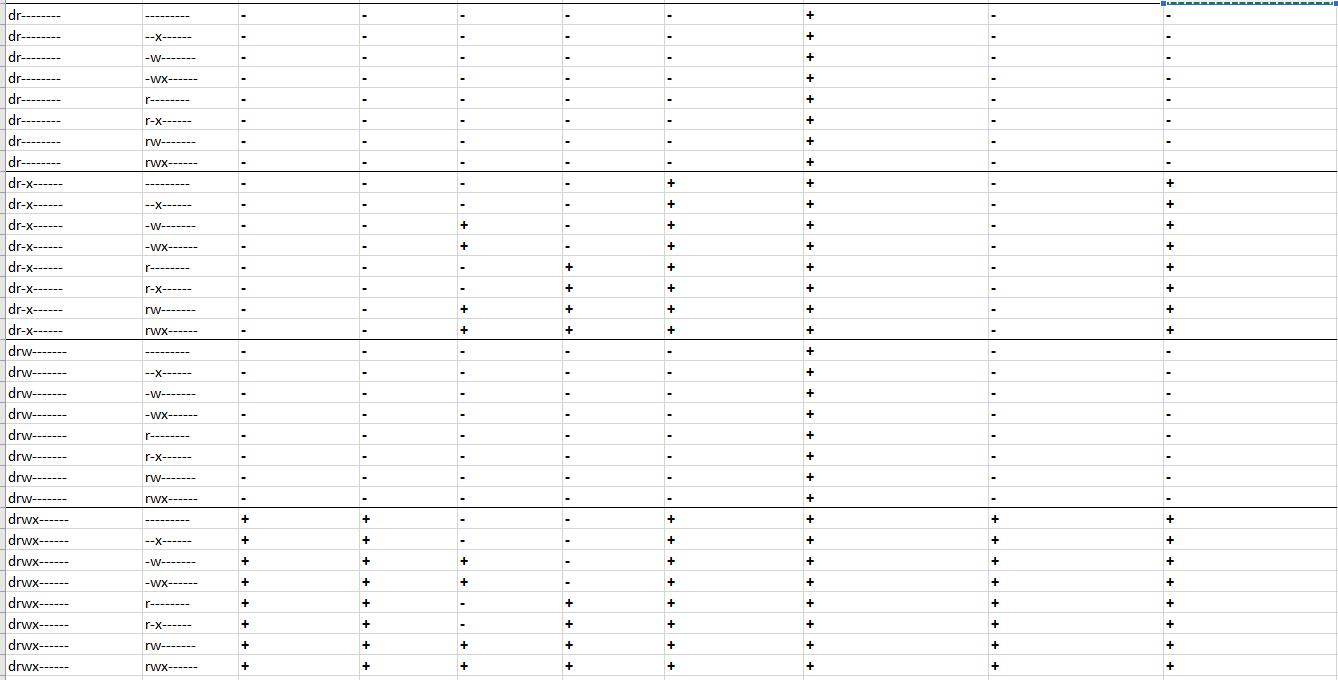 dr-------- --------- - - - - - + - -
dr-------- --x------ - - - - - + - -
dr-------- -w------- - - - - - + - -
dr-------- -wx------ - - - - - + - -
dr-------- r-------- - - - - - + - -
dr-------- r-x------ - - - - - + - -
dr-------- rw------- - - - - - + - -
dr-------- rwx------ - - - - - + - -
dr-x------ --------- - - - - + + - +
dr-x------ --x------ - - - - + + - +
dr-x------ -w------- - - + - + + - +
dr-x------ -wx------ - - + - + + - +
dr-x------ r-------- - - - + + + - +
dr-x------ r-x------ - - - + + + - +
dr-x------ rw------- - - + + + + - +
dr-x------ rwx------ - - + + + + - +
drw------- --------- - - - - - + - -
drw------- --x------ - - - - - + - -
drw------- -w------- - - - - - + - -
drw------- -wx------ - - - - - + - -
drw------- r-------- - - - - - + - -
drw------- r-x------ - - - - - + - -
drw------- rw------- - - - - - + - -
drw------- rwx------ - - - - - + - -
drwx------ --------- + + - - + + + +
drwx------ --x------ + + - - + + + +
drwx------ -w------- + + + - + + + +
drwx------ -wx------ + + + - + + + +
drwx------ r-------- + + - + + + + +
drwx------ r-x------ + + - + + + + +
drwx------ rw------- + + + + + + + +
drwx------ rwx------ + + + + + + + +